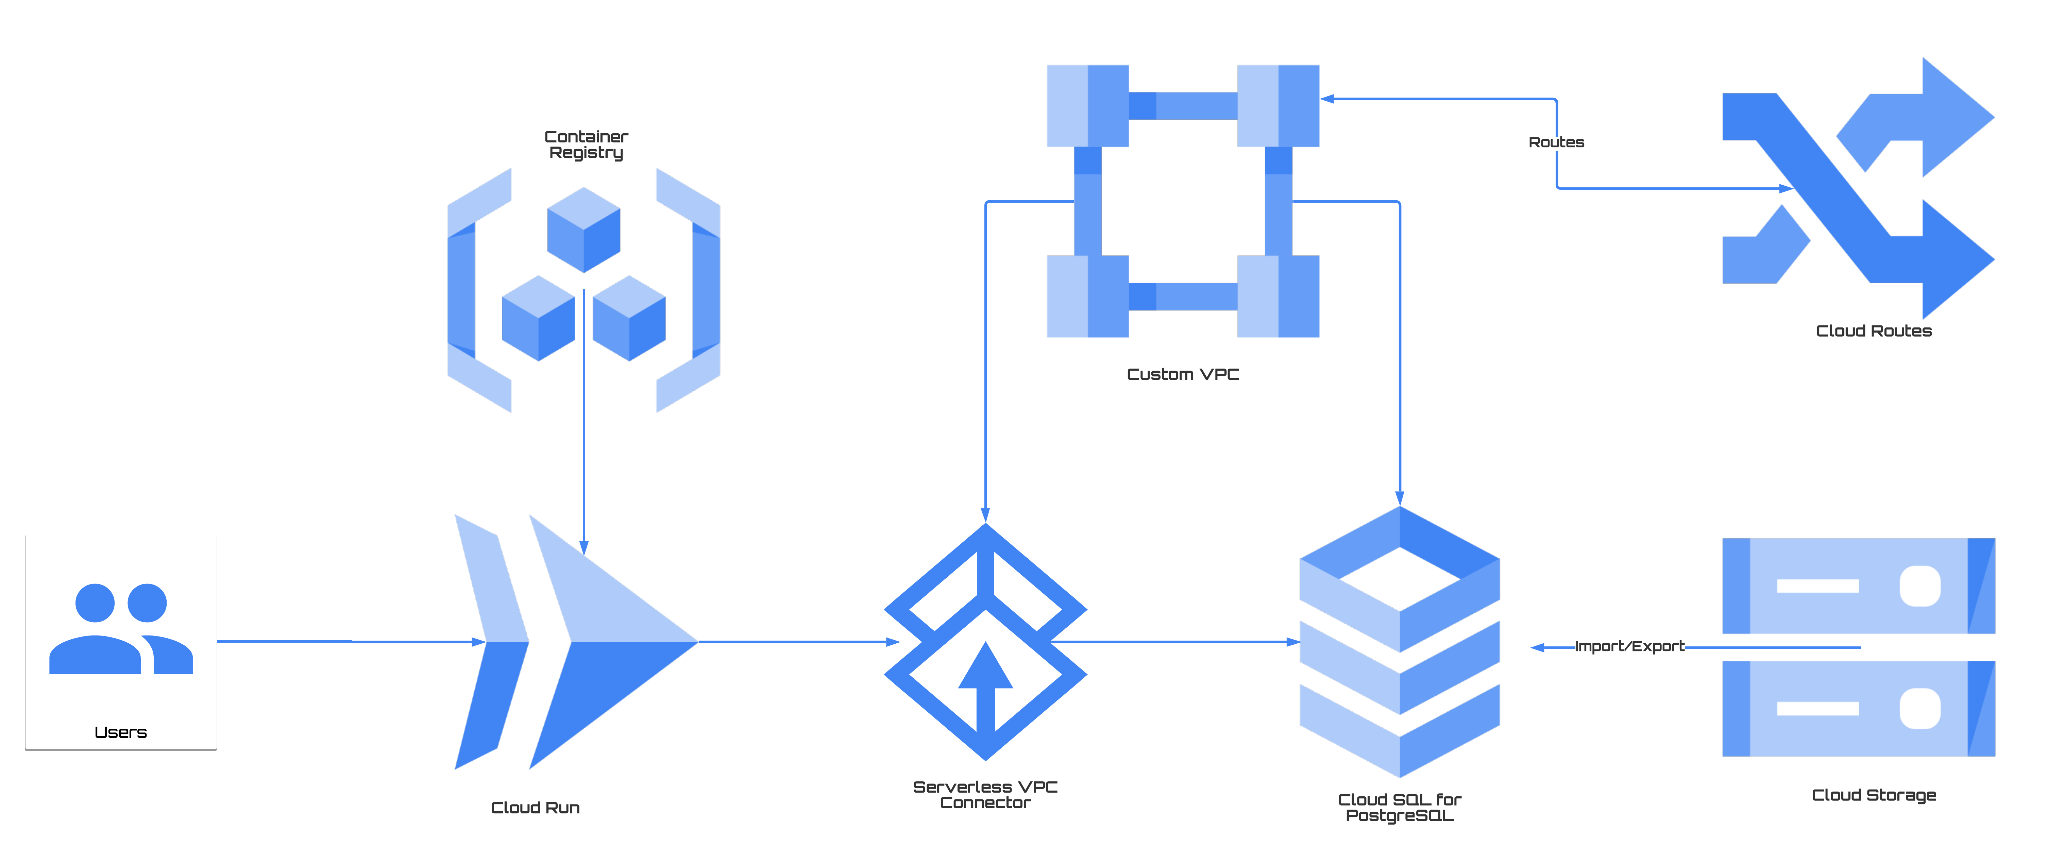 Container
Registry
Routes
Cloud Routes
Custom VPC
Import/Export
Users
Cloud Run
Serverless VPC
Connector
Cloud SQL for
PostgreSQL
Cloud Storage